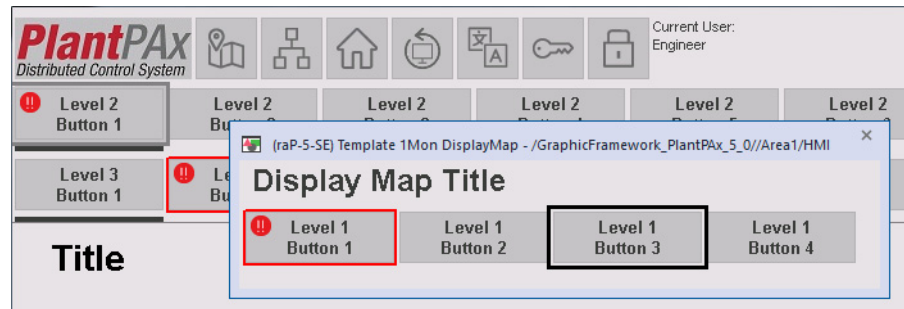 PlantPAx
Distributed Control System
Current User:
Engineer
Level 2
Button 1
Level 2
Level 2
Level 2
Level 2
Level 2
Level 3
Button 1
(raP-5-SE) Template 1Mon DisplayMap - /GraphicFramework_PlantPAx_5_0//Area1/HMI
Display Map Title
Level 1
Button 1
Level 1
Button 2
Level 1
Button 3
Level 1
Button 4
Title